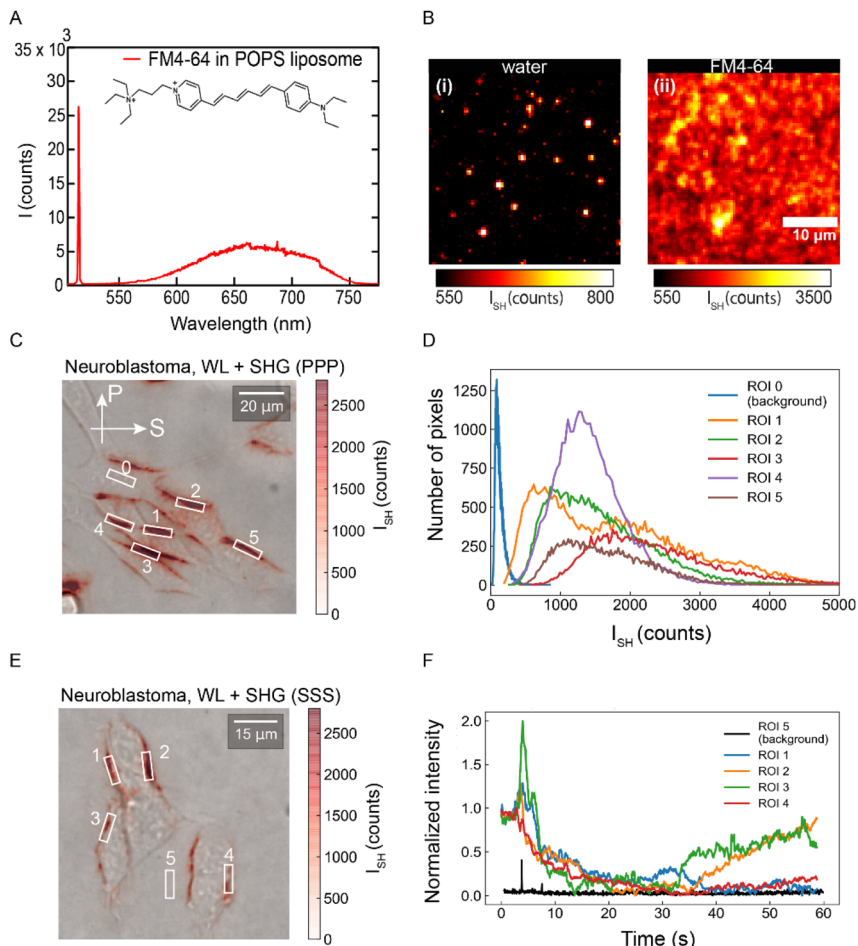 A
35 x 10
3
FM4-64 in POPS liposome
30
25
20
15
10
5
0
I (counts)
N+
N+
N
550
600
650
700
750
Wavelength (nm)
B
water
FM4-64
(i)
(ii)
10 µm
550
800
550
3500
I_SH (counts)
I_SH (counts)
C
Neuroblastoma, WL + SHG (PPP)
P
S
20 µm
0
2
4
1
3
5
2500
2000
1500
1000
500
0
I_SH (counts)
D
Number of pixels
1250
1000
750
500
250
0
ROI 0
(background)
ROI 1
ROI 2
ROI 3
ROI 4
ROI 5
0
1000
2000
3000
4000
5000
I_SH (counts)
E
Neuroblastoma, WL + SHG (SSS)
15 µm
1
2
3
5
4
2500
2000
1500
1000
500
0
I_SH (counts)
F
Normalized intensity
2.0
1.5
1.0
0.5
0.0
ROI 5
(background)
ROI 1
ROI 2
ROI 3
ROI 4
0
10
20
30
40
50
60
Time (s)